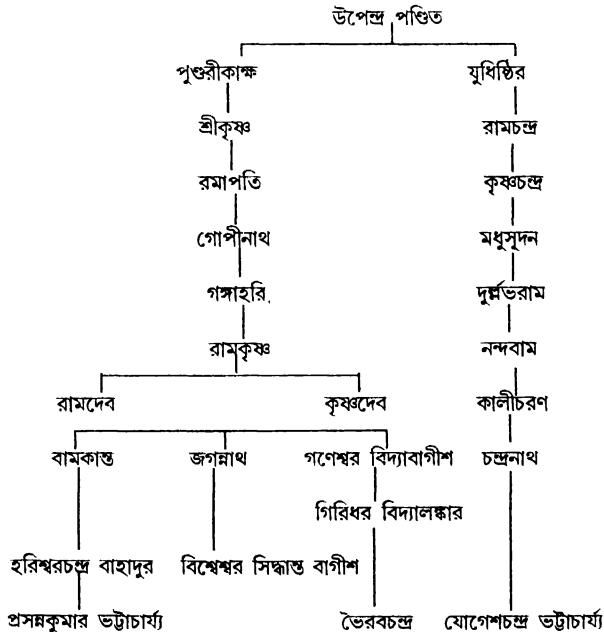 উপেন্দ্র পণ্ডিত
পুণ্ডরীকাক্ষ যুধিষ্ঠির
শ্রীকৃষ্ণ রামচন্দ্র
রমাপতি কৃষ্ণচন্দ্র
গোপীনাথ মধুসূদন
গঙ্গাহরি দুর্ল্লভরাম
রামকৃষ্ণ নন্দবাম
রামদেব কৃষ্ণদেব কালীচরণ
বামকান্ত জগন্নাথ গণেশ্বর বিদ্যাবাগীশ চন্দ্রনাথ
গিরিধর বিদ্যালঙ্কার
হরিশ্বরচন্দ্র বাহাদুর বিশ্বেশ্বর সিদ্ধান্ত বাগীশ
প্রসন্নকুমার ভট্টাচার্য্য ভৈরবচন্দ্র যোগেশচন্দ্র ভট্টাচার্য্য